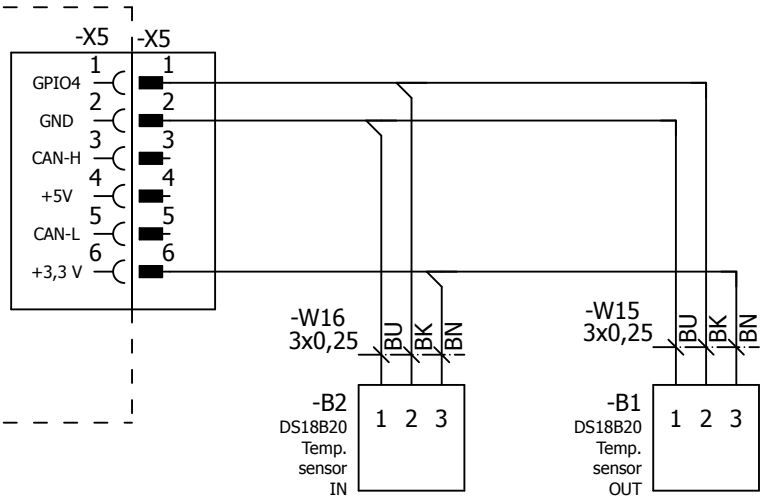 -X5 -X5
GPIO4 1 1
GND 2 2
CAN-H 3 3
+5V 4 4
CAN-L 5 5
+3,3 V 6 6
-W16
3x0,25
BU BK BN
-W15
3x0,25
BU BK BN
-B2
DS18B20
Temp.
sensor
IN
1 2 3
-B1
DS18B20
Temp.
sensor
OUT
1 2 3